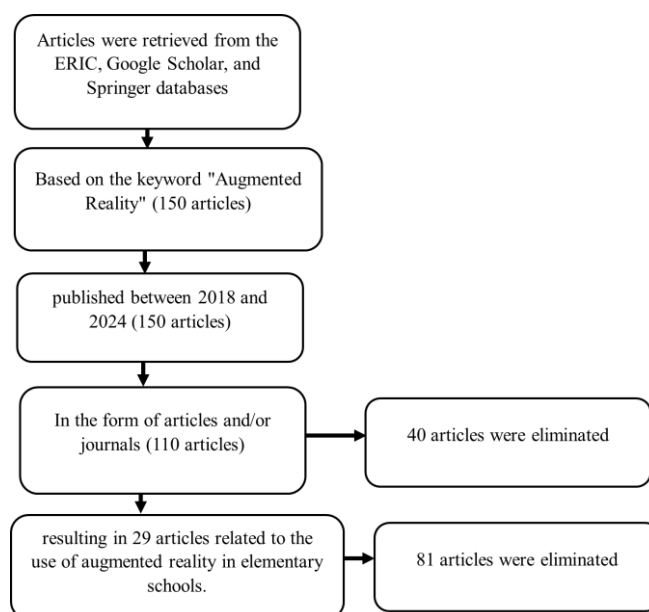 Articles were retrieved from the
ERIC, Google Scholar, and
Springer databases
Based on the keyword "Augmented
Reality" (150 articles)
published between 2018 and
2024 (150 articles)
In the form of articles and/or
journals (110 articles)
40 articles were eliminated
resulting in 29 articles related to the
use of augmented reality in elementary
schools.
81 articles were eliminated